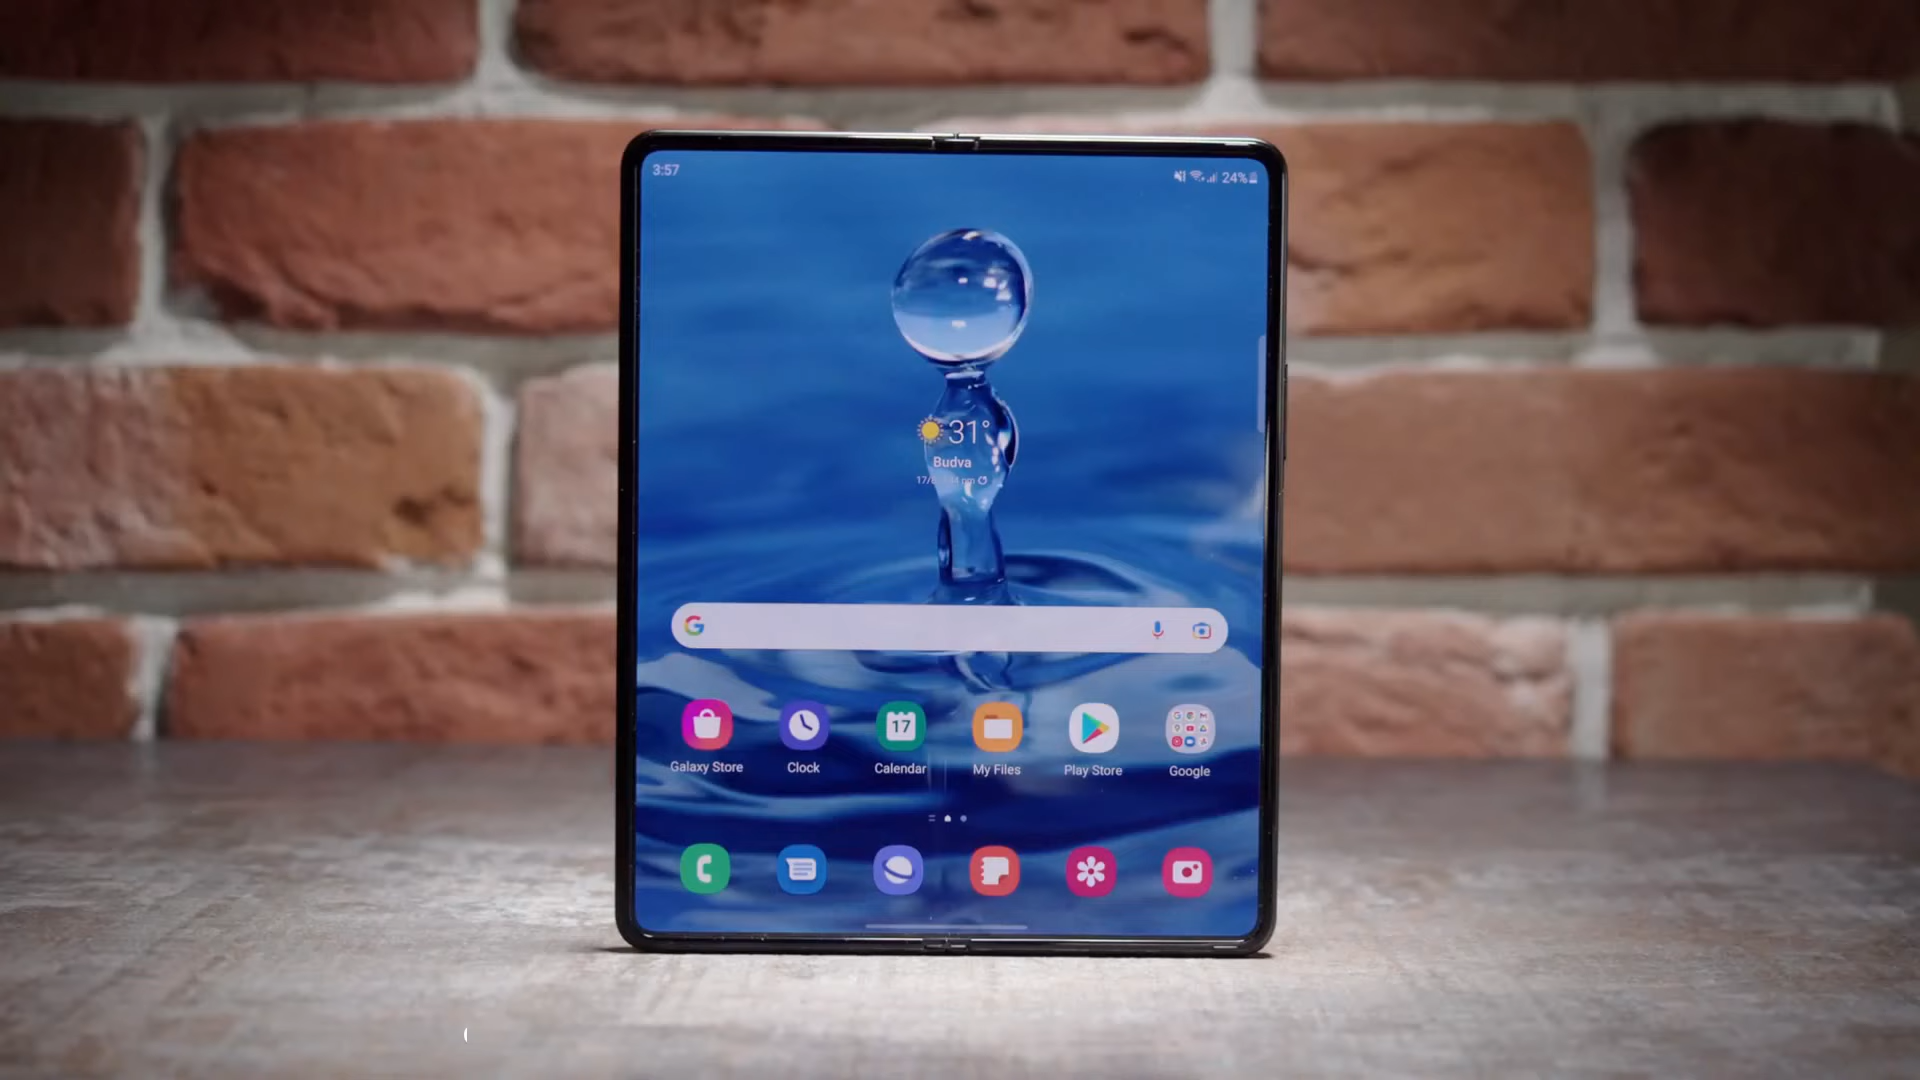 3:57
24%
31°
Budva
17
Galaxy Store
Clock
Calendar
My Files
Play Store
Google